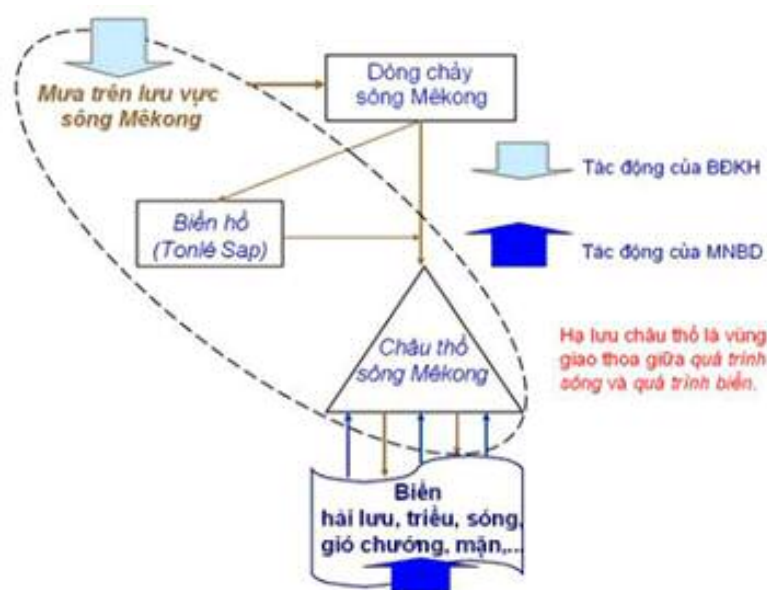 Mưa trên lưu vực
sông Mêkong
Dòng chảy
sông Mêkong
Tác động của BĐKH
Biển hồ
(Tonlé Sap)
Tác động của MNBD
Hạ lưu châu thổ là vùng
giao thoa giữa quá trình
sông và quá trình biển.
Châu thổ
sông Mêkong
Biển
hải lưu, triều, sóng,
gió chướng, mặn,...